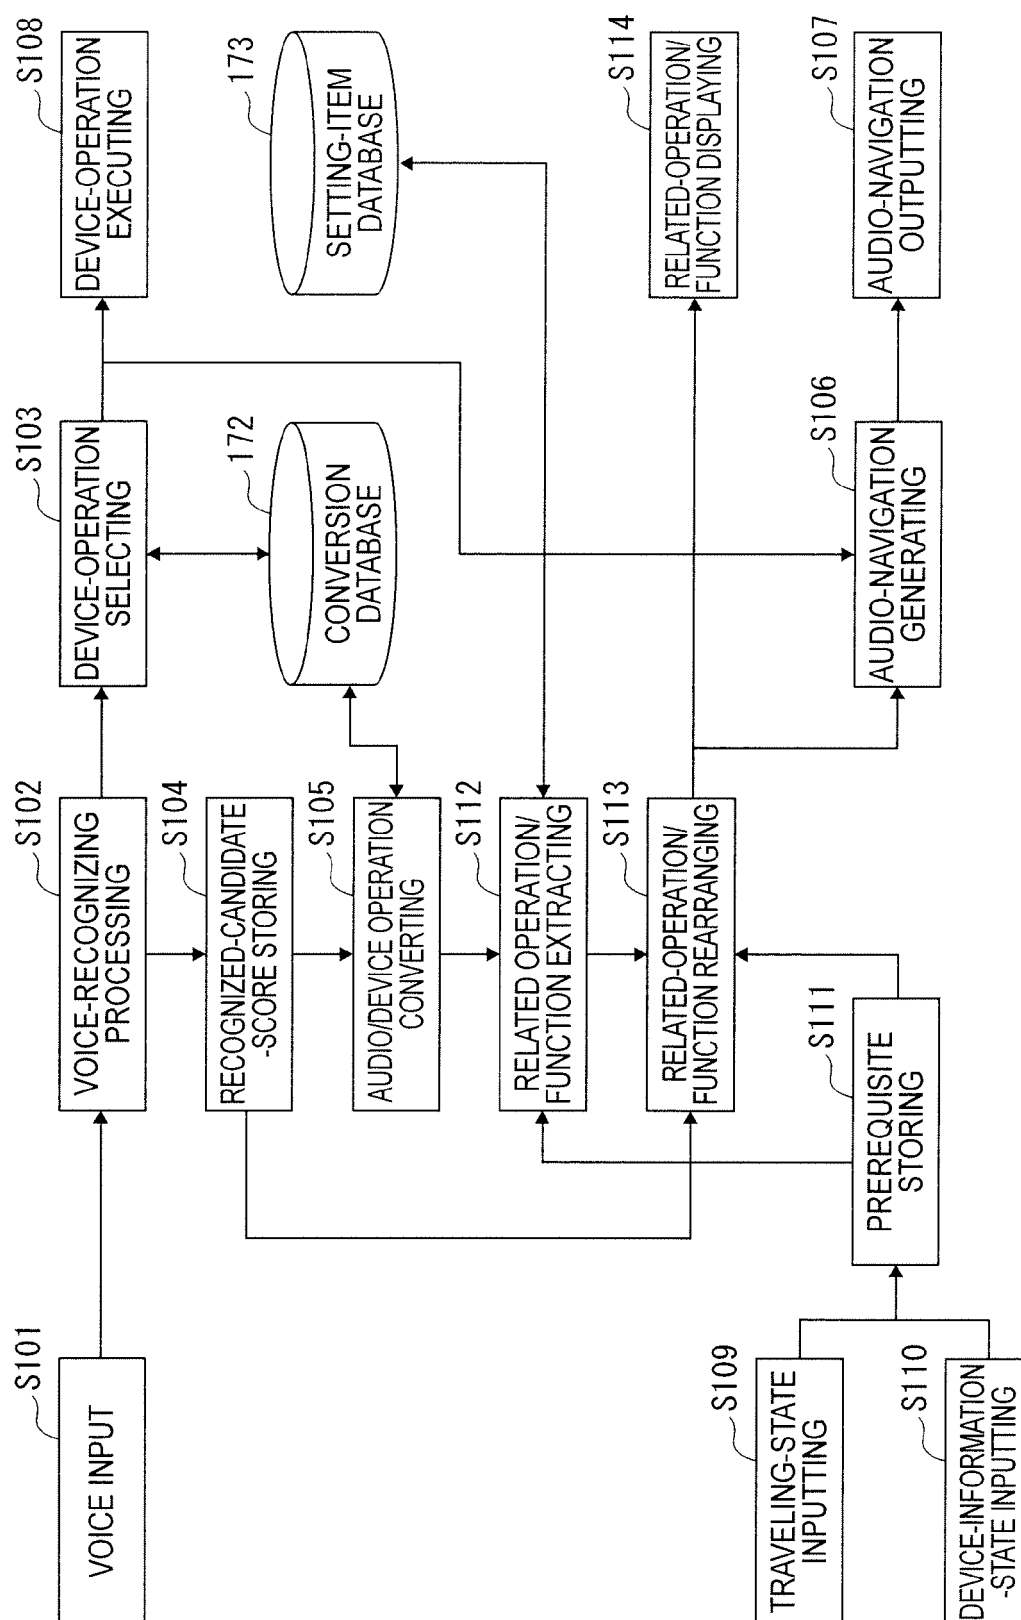 S101
VOICE INPUT
S102
VOICE-RECOGNIZING
PROCESSING
S103
DEVICE-OPERATION
SELECTING
S108
DEVICE-OPERATION
EXECUTING
S104
RECOGNIZED-CANDIDATE
-SCORE STORING
172
CONVERSION
DATABASE
173
SETTING-ITEM
DATABASE
S105
AUDIO/DEVICE OPERATION
CONVERTING
S112
RELATED OPERATION/
FUNCTION EXTRACTING
S113
RELATED-OPERATION/
FUNCTION REARRANGING
S114
RELATED-OPERATION/
FUNCTION DISPLAYING
S109
TRAVELING-STATE
INPUTTING
S111
PREREQUISITE
STORING
S106
AUDIO-NAVIGATION
GENERATING
S107
AUDIO-NAVIGATION
OUTPUTTING
S110
DEVICE-INFORMATION
-STATE INPUTTING